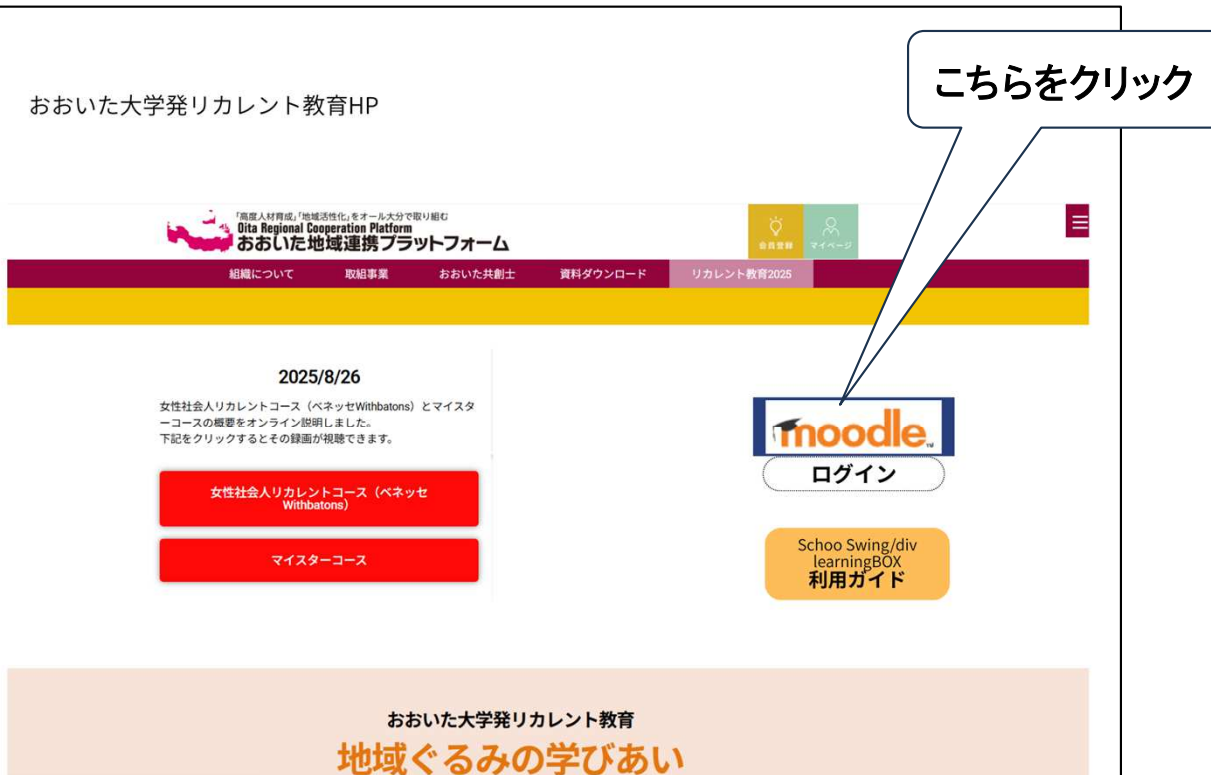 こちらをクリック
おおいた大学発リカレント教育HP
「高度人材育成」「地域活性化」をオール大分で取り組む
Oita Regional Cooperation Platform
おおいた地域連携プラットフォーム
会員登録
マイページ
組織について 取組事業 おおいた共創士 資料ダウンロード リカレント教育2025
2025/8/26
女性社会人リカレントコース（ベネッセWithbatons）とマイスタ
ーコースの概要をオンライン説明しました。
下記をクリックするとその録画が視聴できます。
女性社会人リカレントコース（ベネッセ
Withbatons）
マイスターコース
moodle
ログイン
Schoo Swing/div
learningBOX
利用ガイド
おおいた大学発リカレント教育
地域ぐるみの学びあい